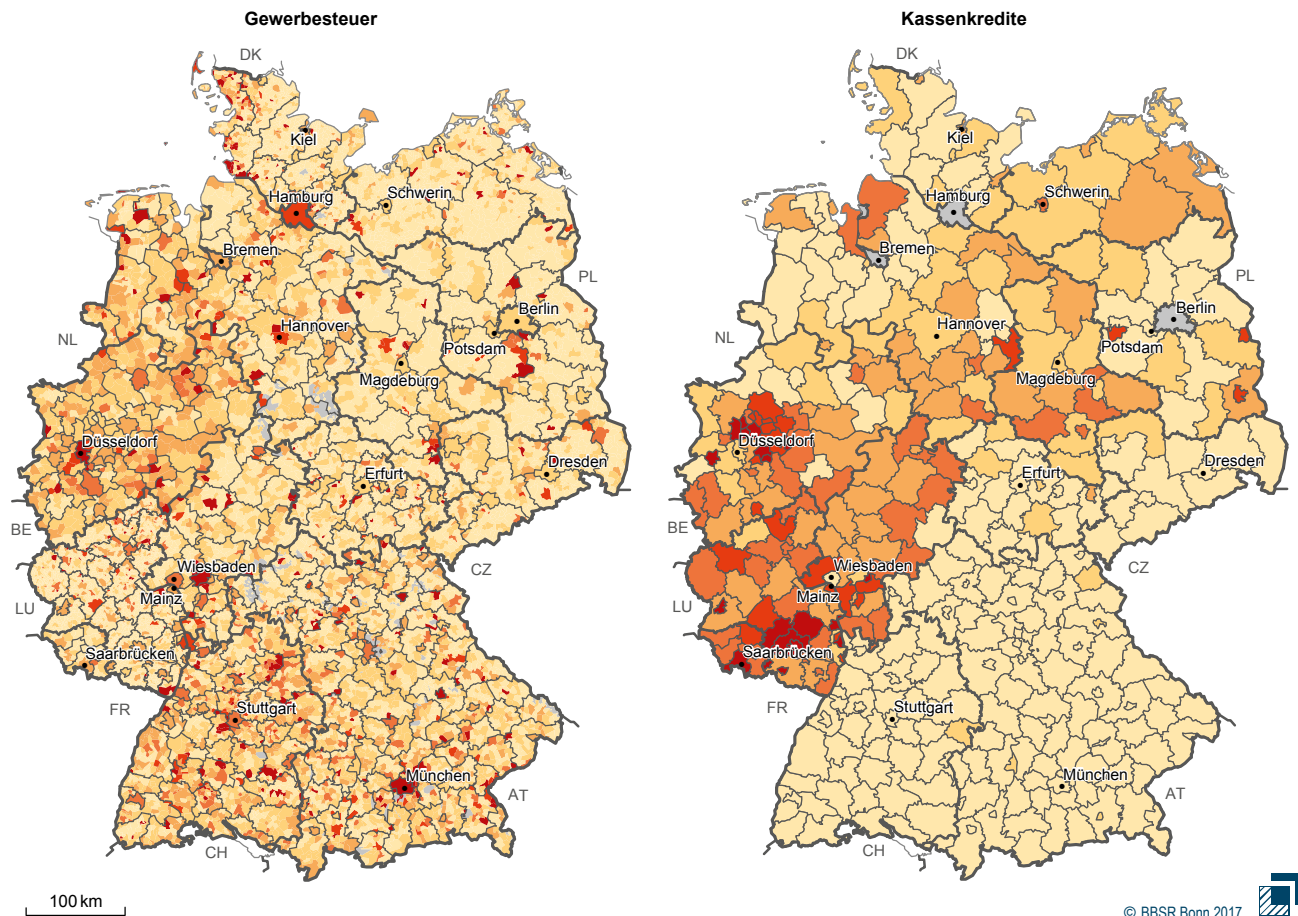 Gewerbesteuer
DK
Kiel
Hamburg
Schwerin
Bremen
PL
Berlin
Hannover
NL
Potsdam
Magdeburg
Düsseldorf
Erfurt
Dresden
BE
Wiesbaden
CZ
Mainz
LU
Saarbrücken
FR
Stuttgart
München
AT
CH
100 km
Kassenkredite
DK
Kiel
Hamburg
Schwerin
Bremen
PL
Berlin
Hannover
NL
Potsdam
Magdeburg
Düsseldorf
Dresden
Erfurt
BE
Wiesbaden
CZ
Mainz
LU
Saarbrücken
FR
Stuttgart
München
AT
CH
© BBSR Bonn 2017